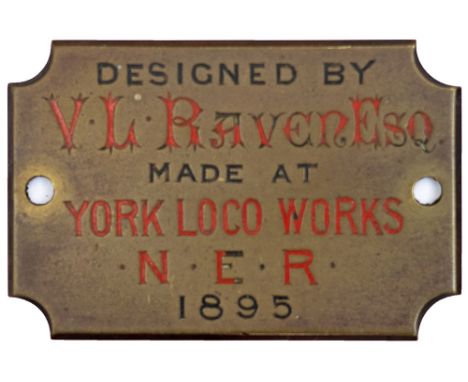 DESIGNED BY
V·L·RAVEN ESQ.
MADE AT
YORK LOCO WORKS
·N·E·R·
1895